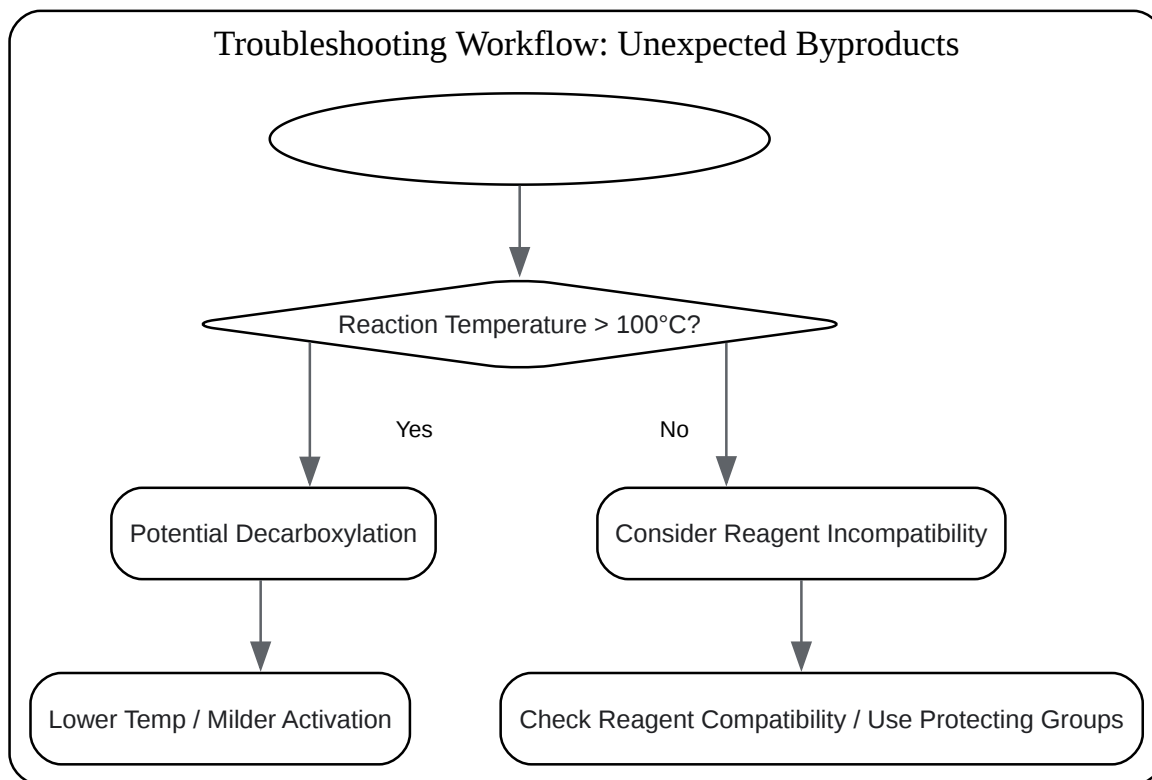 Troubleshooting Workflow: Unexpected Byproducts
Reaction Temperature > 100°C?
Yes
No
Potential Decarboxylation
Consider Reagent Incompatibility
Lower Temp / Milder Activation
Check Reagent Compatibility / Use Protecting Groups